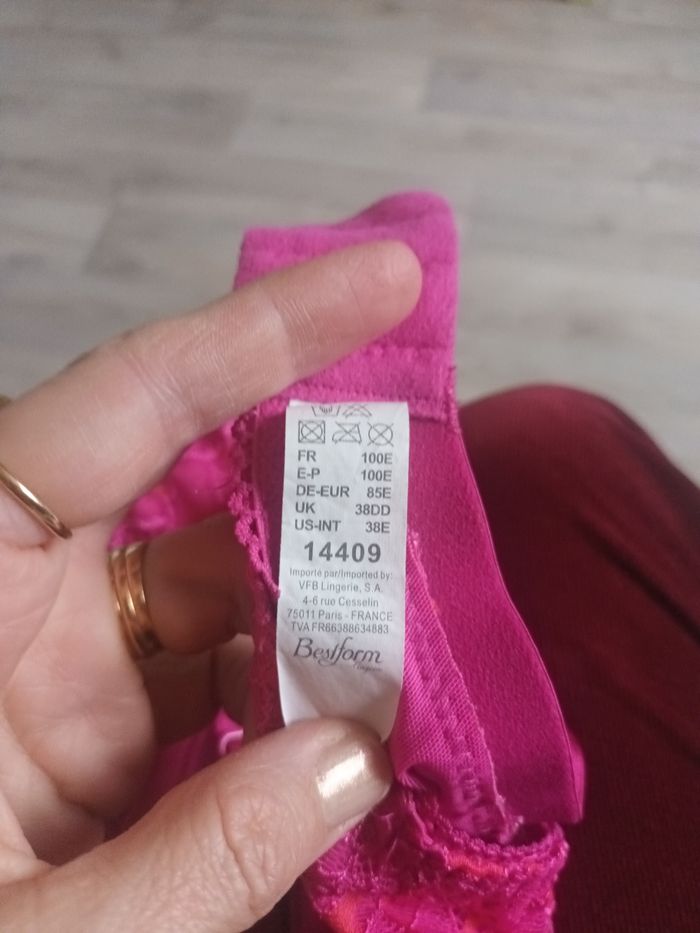 FR 100E
E-P 100E
DE-EUR 85E
UK 38DD
US-INT 38E
14409
Importé par/Imported by:
VFB Lingerie, S.A.
4-6 rue Cesselin
75011 Paris - FRANCE
TVA FR66388634883
Bestform